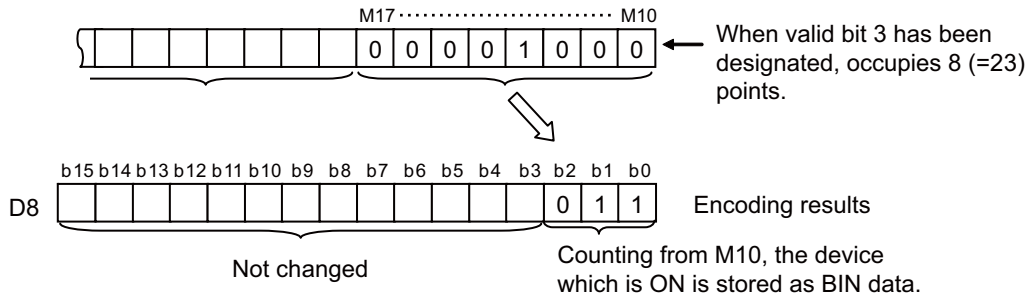 M17 ································ M10
0 0 0 0 1 0 0 0
When valid bit 3 has been
designated, occupies 8 (=23)
points.
b15 b14 b13 b12 b11 b10 b9 b8 b7 b6 b5 b4 b3 b2 b1 b0
D8
0 1 1
Encoding results
Not changed
Counting from M10, the device
which is ON is stored as BIN data.